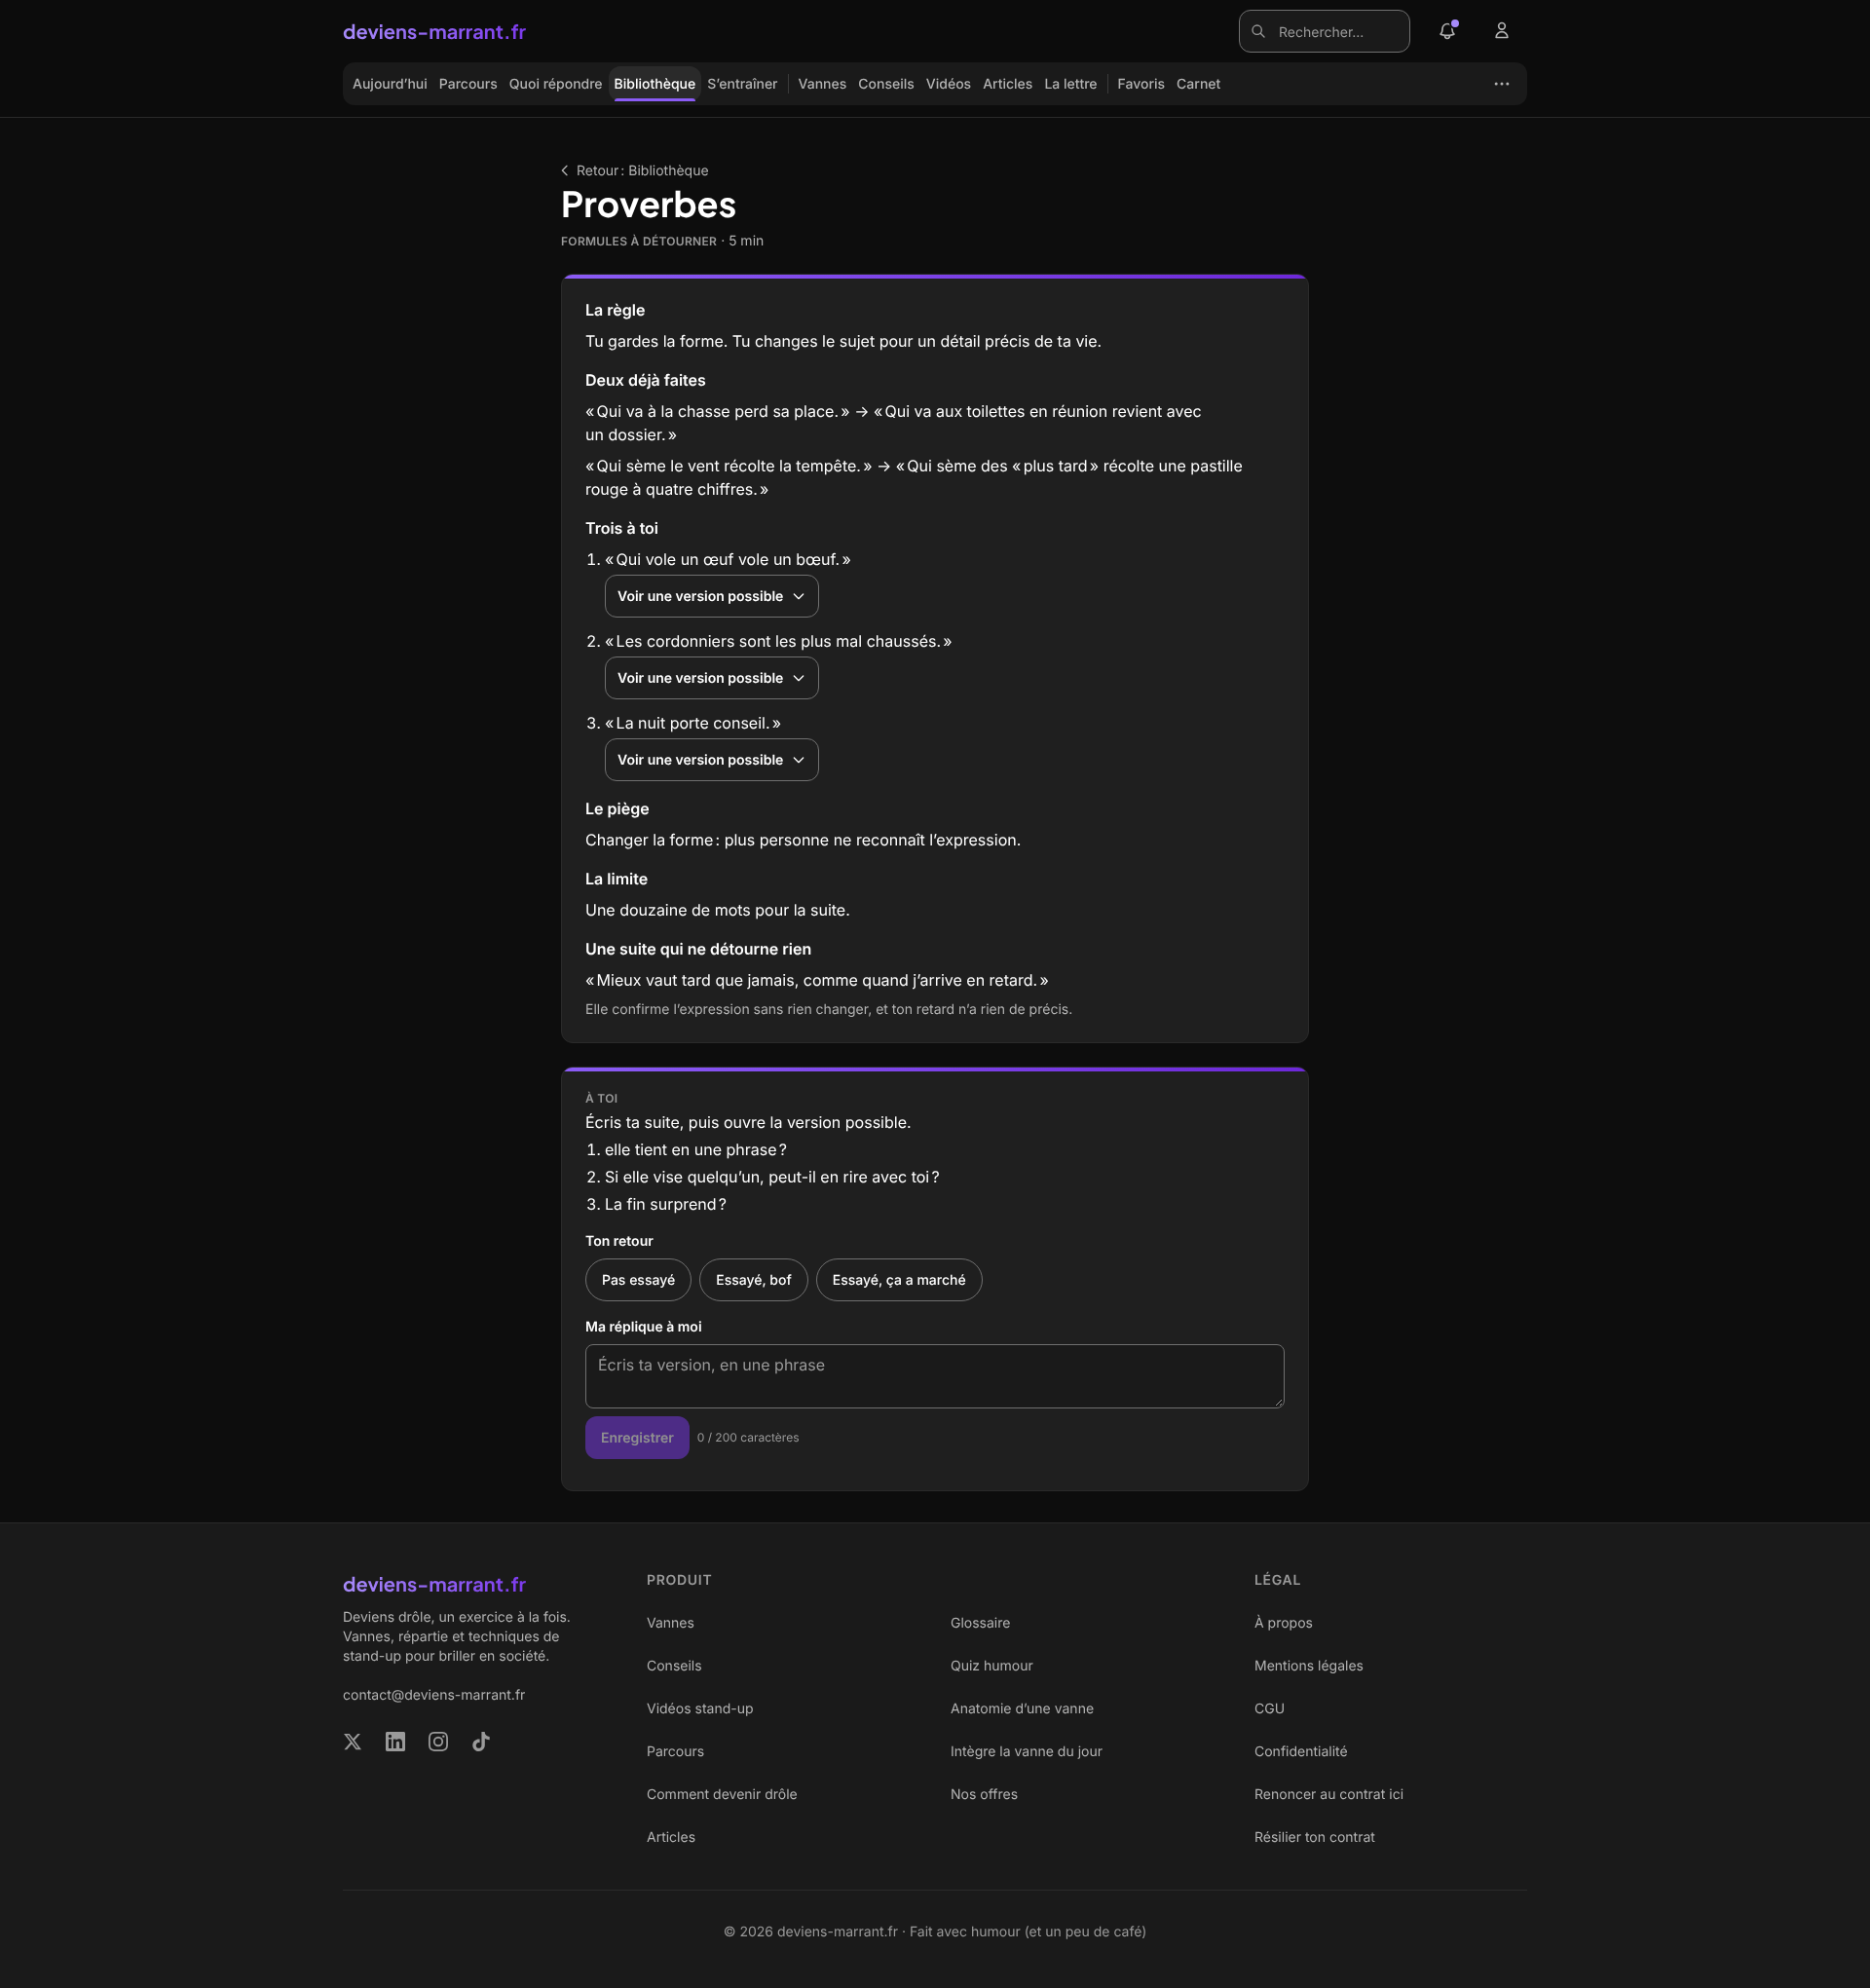 deviens-marrant.fr
Rechercher...
Aujourd’hui Parcours Quoi répondre Bibliothèque S’entraîner Vannes Conseils Vidéos Articles La lettre Favoris Carnet
Retour : Bibliothèque
Proverbes
FORMULES À DÉTOURNER · 5 min
La règle
Tu gardes la forme. Tu changes le sujet pour un détail précis de ta vie.
Deux déjà faites
« Qui va à la chasse perd sa place. » → « Qui va aux toilettes en réunion revient avec
un dossier. »
« Qui sème le vent récolte la tempête. » → « Qui sème des « plus tard » récolte une pastille
rouge à quatre chiffres. »
Trois à toi
1. « Qui vole un œuf vole un bœuf. »
Voir une version possible
2. « Les cordonniers sont les plus mal chaussés. »
Voir une version possible
3. « La nuit porte conseil. »
Voir une version possible
Le piège
Changer la forme : plus personne ne reconnaît l’expression.
La limite
Une douzaine de mots pour la suite.
Une suite qui ne détourne rien
« Mieux vaut tard que jamais, comme quand j’arrive en retard. »
Elle confirme l’expression sans rien changer, et ton retard n’a rien de précis.
À TOI
Écris ta suite, puis ouvre la version possible.
1. elle tient en une phrase ?
2. Si elle vise quelqu’un, peut-il en rire avec toi ?
3. La fin surprend ?
Ton retour
Pas essayé Essayé, bof Essayé, ça a marché
Ma réplique à moi
Écris ta version, en une phrase
Enregistrer 0 / 200 caractères
deviens-marrant.fr
Deviens drôle, un exercice à la fois.
Vannes, répartie et techniques de
stand-up pour briller en société.
contact@deviens-marrant.fr
PRODUIT
Vannes
Conseils
Vidéos stand-up
Parcours
Comment devenir drôle
Articles
Glossaire
Quiz humour
Anatomie d’une vanne
Intègre la vanne du jour
Nos offres
LÉGAL
À propos
Mentions légales
CGU
Confidentialité
Renoncer au contrat ici
Résilier ton contrat
© 2026 deviens-marrant.fr · Fait avec humour (et un peu de café)